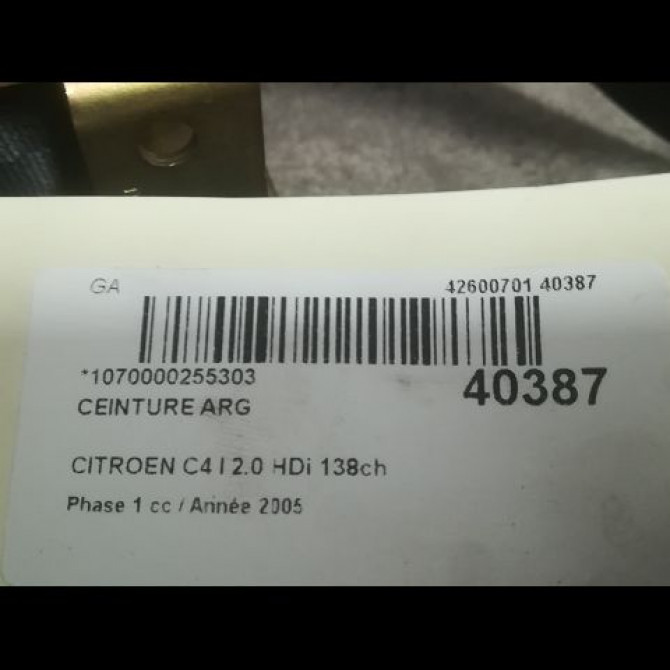 GA 42600701 40387
*1070000255303 40387
CEINTURE ARG
CITROEN C4 I 2.0 HDi 138ch
Phase 1 cc / Année 2005